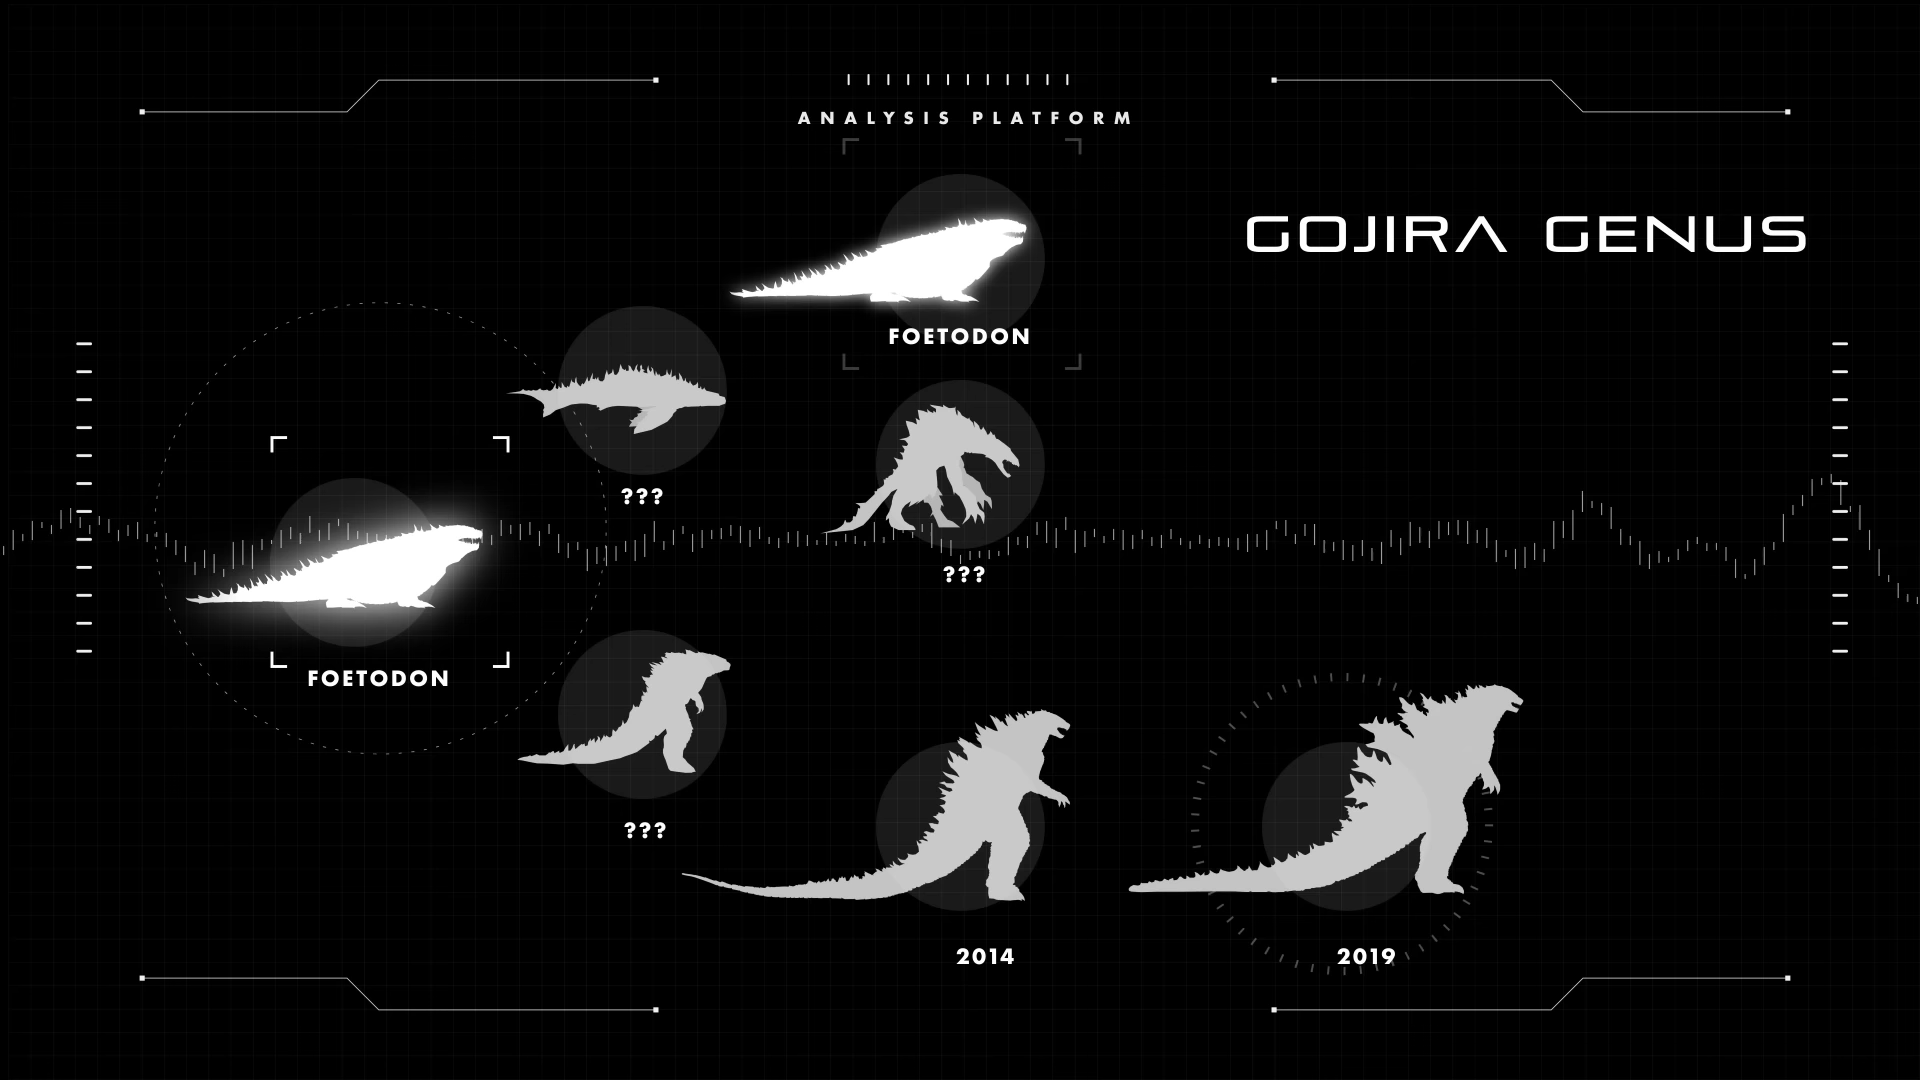 ANALYSIS PLATFORM
GOJIRA GENUS
FOETODON
???
???
FOETODON
???
2014
2019